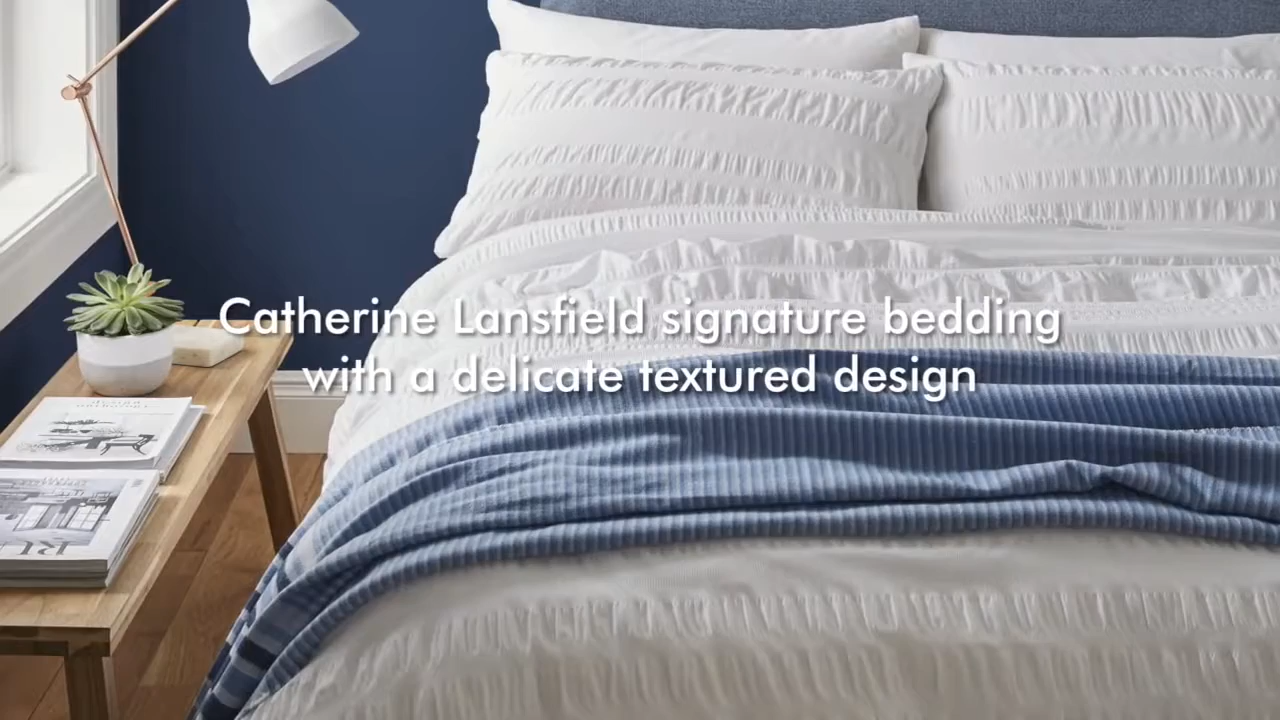 Catherine Lansfield signature bedding
with a delicate textured design